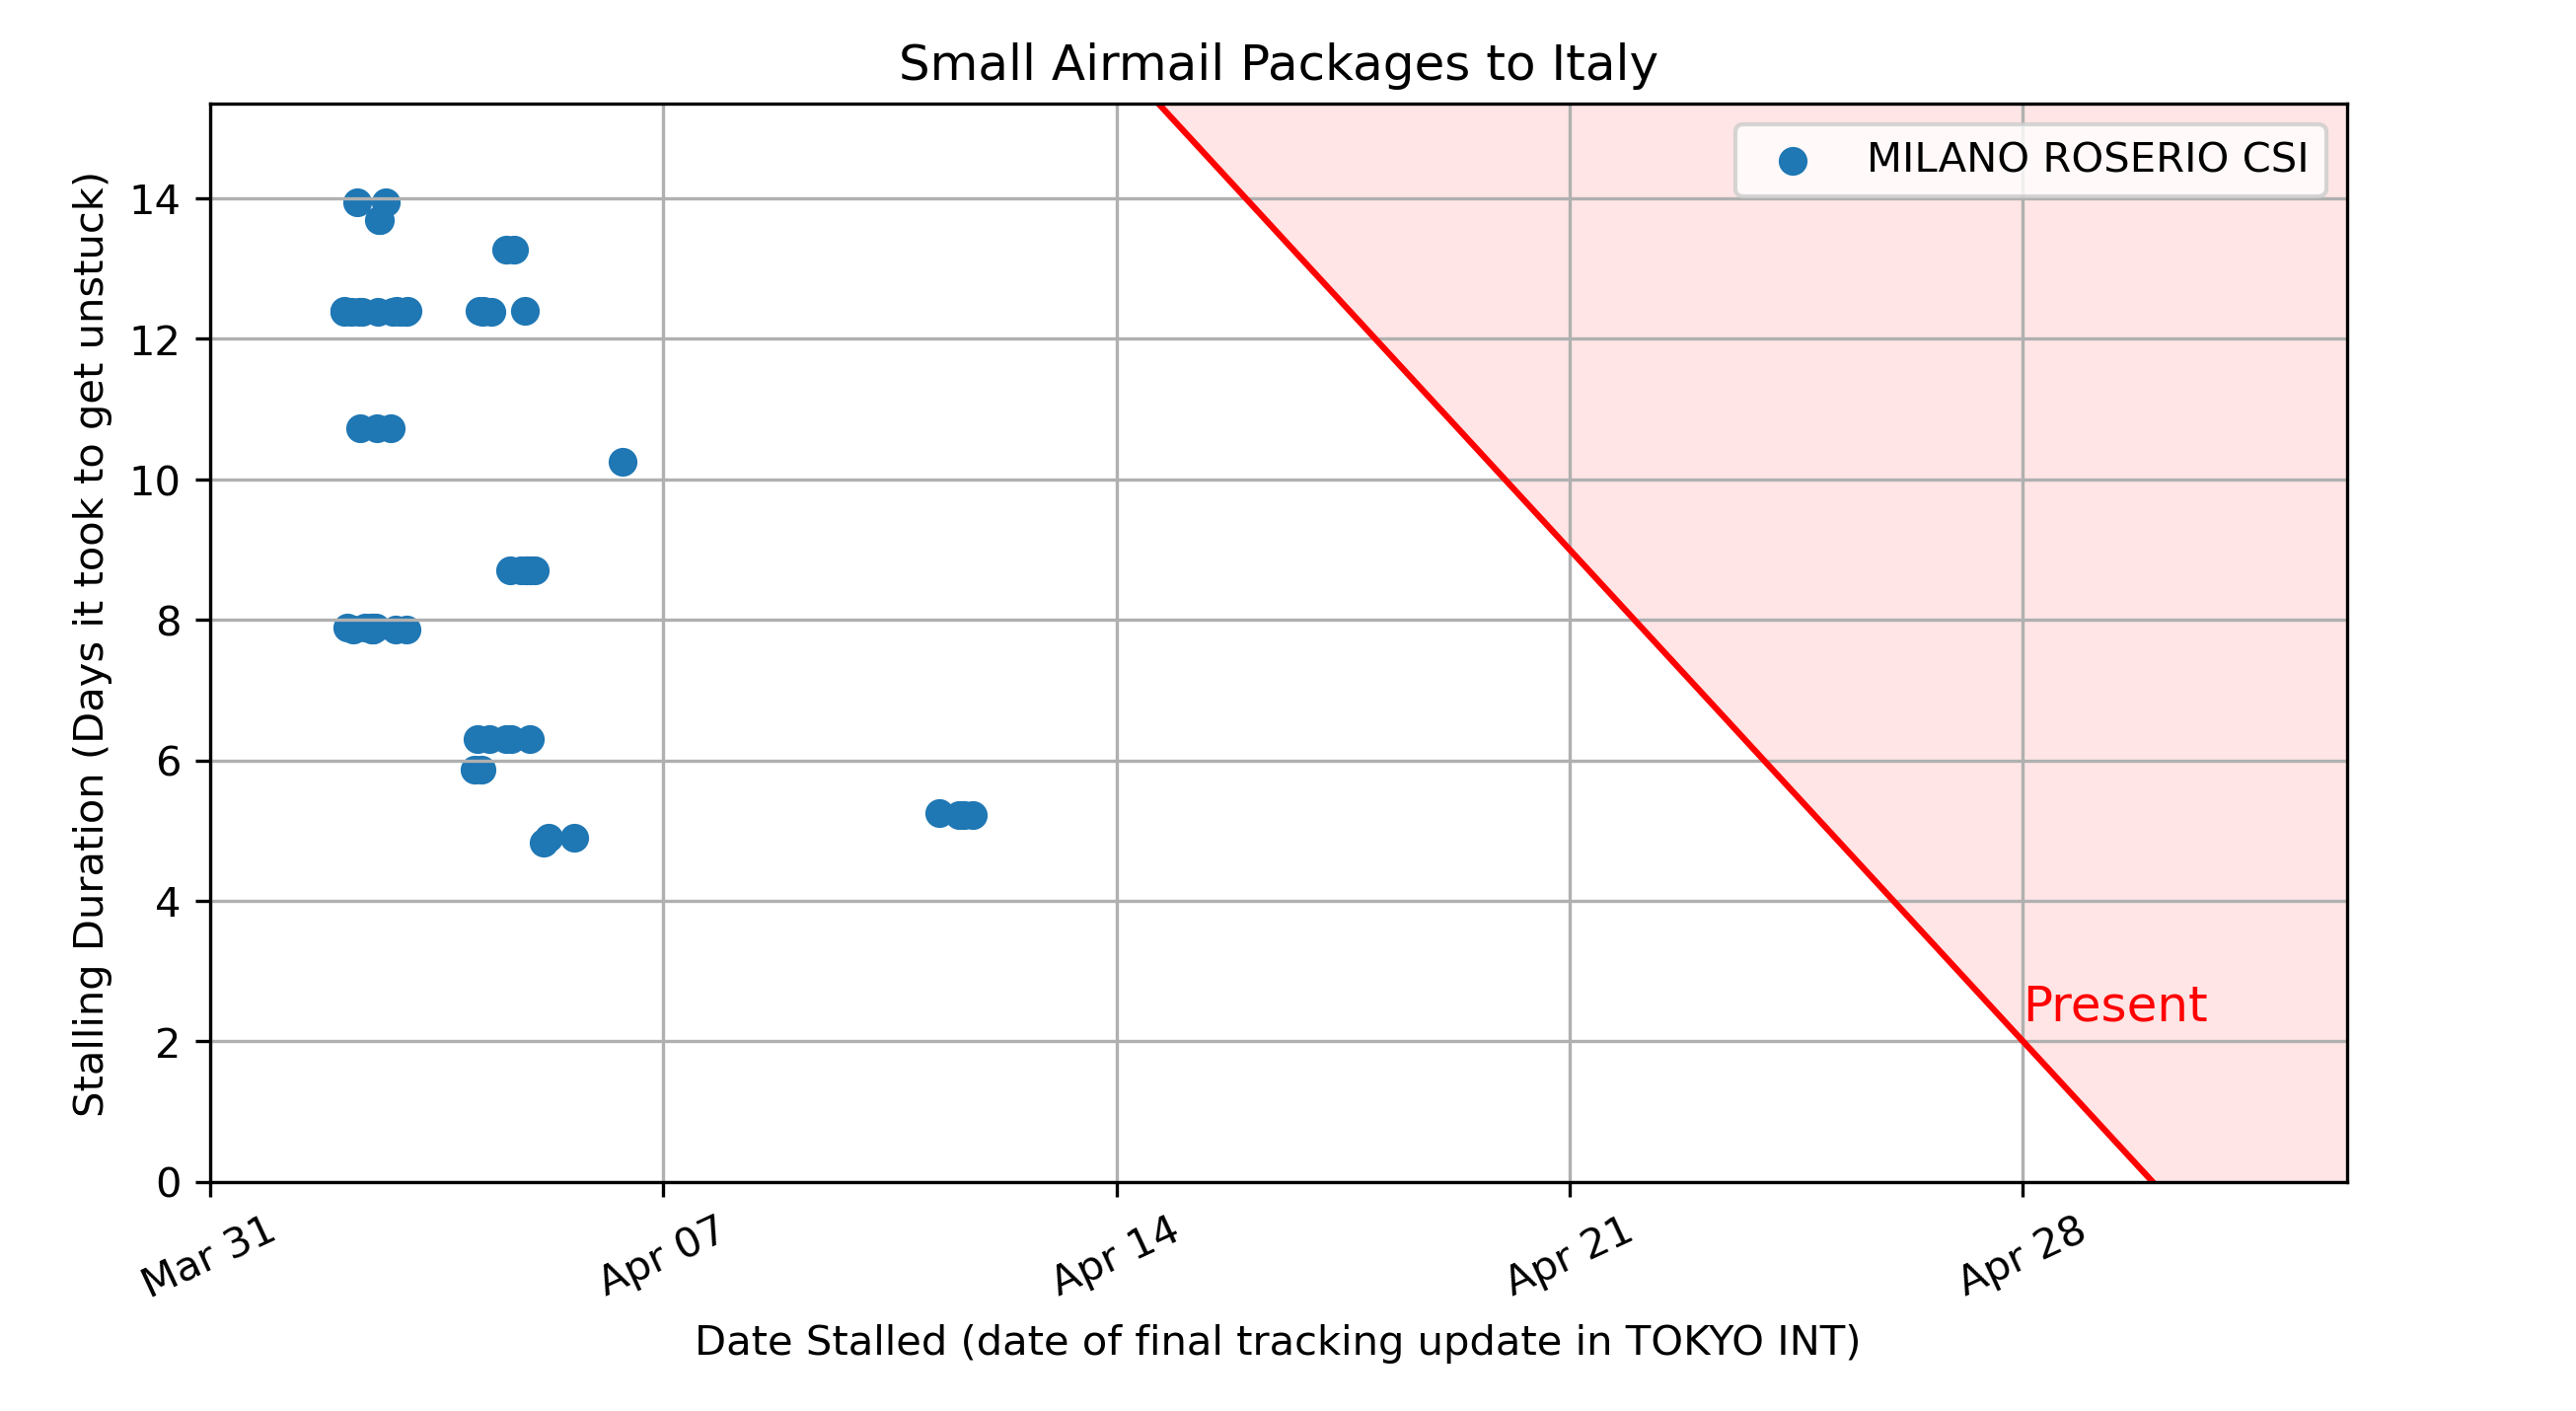 Small Airmail Packages to Italy
MILANO ROSERIO CSI
Stalling Duration (Days it took to get unstuck)
14
12
10
8
6
4
2
0
Present
Mar 31
Apr 07
Apr 14
Apr 21
Apr 28
Date Stalled (date of final tracking update in TOKYO INT)